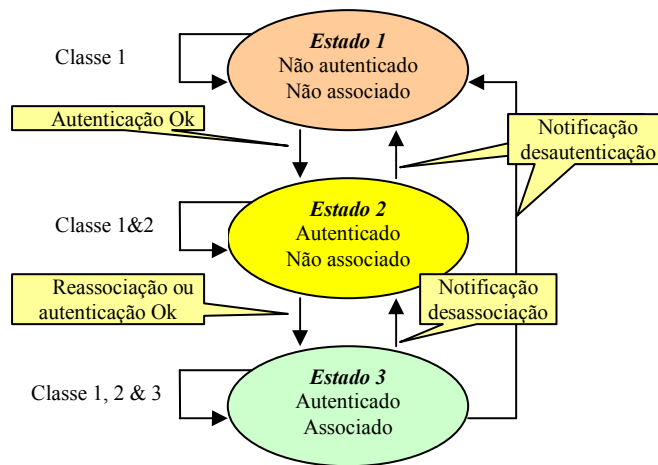 Estado 1
Classe 1
Não autenticado
Não associado
Autenticação Ok
Notificação
desautenticação
Estado 2
Classe 1&2
Autenticado
Não associado
Reassociação ou
autenticação Ok
Notificação
desassociação
Estado 3
Classe 1, 2 & 3
Autenticado
Associado